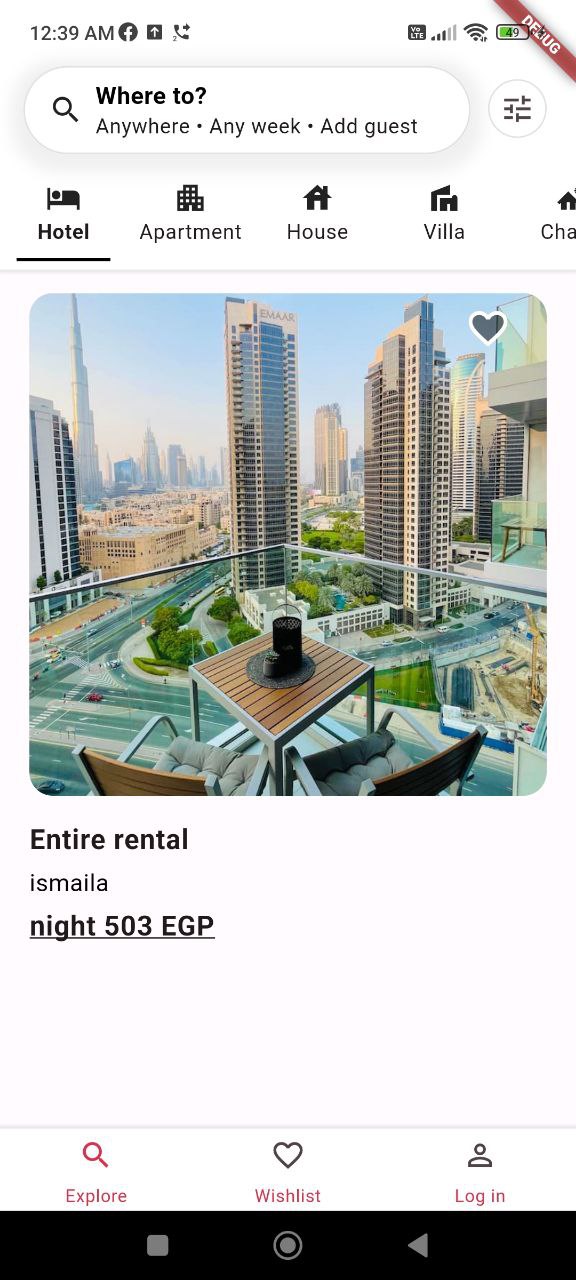 12:39 AM
Vo LTE
49
DEBUG
2
Where to?
Anywhere • Any week • Add guest
Hotel
Apartment
House
Villa
Cha
EMAAR
Entire rental
ismaila
night 503 EGP
Explore
Wishlist
Log in